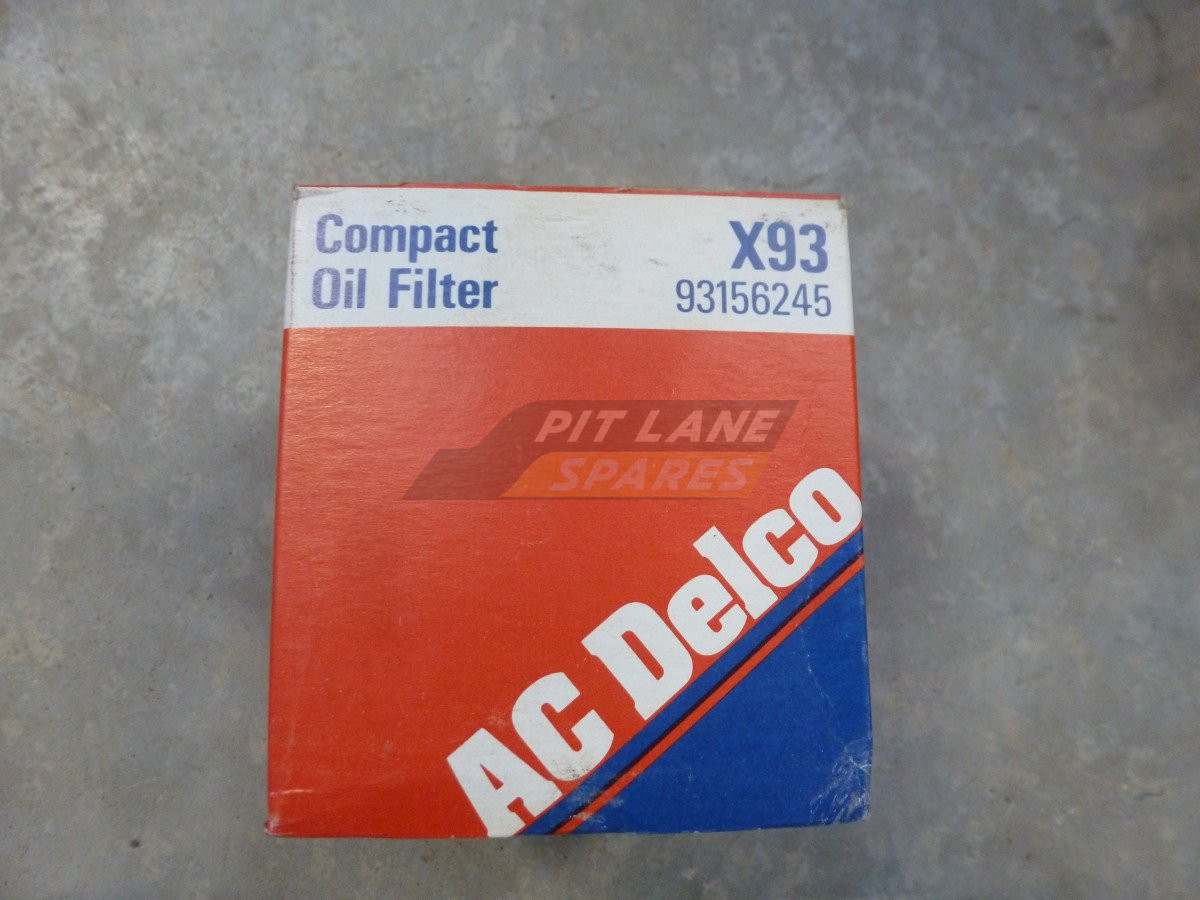 Compact
Oil Filter
X93
93156245
PIT LANE
SPARES
AC Delco